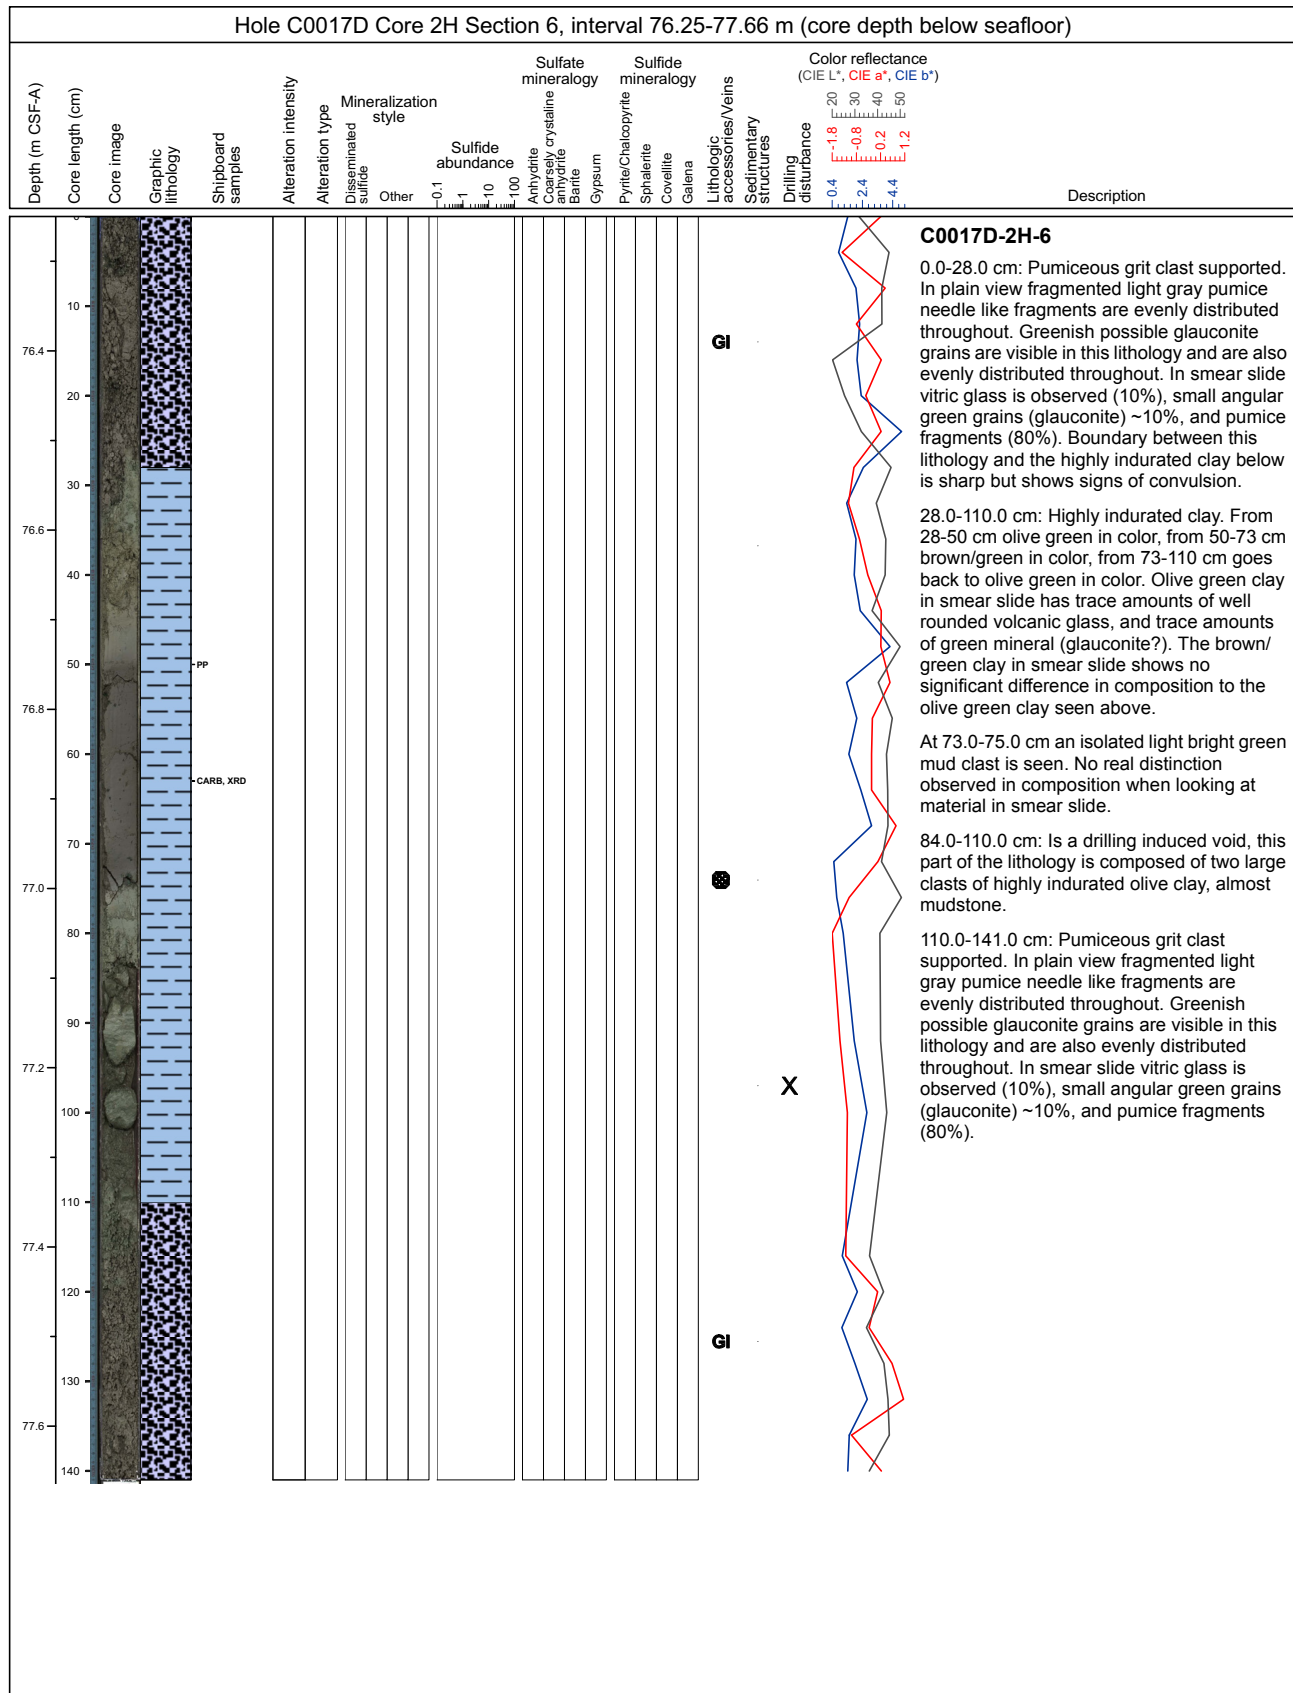 Hole C0017D Core 2H Section 6, interval 76.25-77.66 m (core depth below seafloor)
Depth (m CSF-A)
Core length (cm)
Core image
Graphic
lithology
Shipboard
samples
Alteration intensity
Alteration type
Mineralization
style
Disseminated
sulfide
Other
Sulfide
abundance
0.1
1
10
100
Sulfate
mineralogy
Anhydrite
Coarsely crystaline
anhydrite
Barite
Gypsum
Sulfide
mineralogy
Pyrite/Chalcopyrite
Sphalerite
Covellite
Galena
Lithologic
accessories/Veins
Sedimentary
structures
Drilling
disturbance
Color reflectance
(CIE L*, CIE a*, CIE b*)
20 30 40 50
-1.8 -0.8 0.2 1.2
0.4 2.4 4.4
Description
0
10
76.4
GI
20
30
76.6
40
50
PP
76.8
60
CARB, XRD
70
77.0
80
90
77.2
X
100
110
77.4
120
GI
130
77.6
140
C0017D-2H-6
0.0-28.0 cm: Pumiceous grit clast supported.
In plain view fragmented light gray pumice
needle like fragments are evenly distributed
throughout. Greenish possible glauconite
grains are visible in this lithology and are also
evenly distributed throughout. In smear slide
vitric glass is observed (10%), small angular
green grains (glauconite) ~10%, and pumice
fragments (80%). Boundary between this
lithology and the highly indurated clay below
is sharp but shows signs of convulsion.
28.0-110.0 cm: Highly indurated clay. From
28-50 cm olive green in color, from 50-73 cm
brown/green in color, from 73-110 cm goes
back to olive green in color. Olive green clay
in smear slide has trace amounts of well
rounded volcanic glass, and trace amounts
of green mineral (glauconite?). The brown/
green clay in smear slide shows no
significant difference in composition to the
olive green clay seen above.
At 73.0-75.0 cm an isolated light bright green
mud clast is seen. No real distinction
observed in composition when looking at
material in smear slide.
84.0-110.0 cm: Is a drilling induced void, this
part of the lithology is composed of two large
clasts of highly indurated olive clay, almost
mudstone.
110.0-141.0 cm: Pumiceous grit clast
supported. In plain view fragmented light
gray pumice needle like fragments are
evenly distributed throughout. Greenish
possible glauconite grains are visible in this
lithology and are also evenly distributed
throughout. In smear slide vitric glass is
observed (10%), small angular green grains
(glauconite) ~10%, and pumice fragments
(80%).